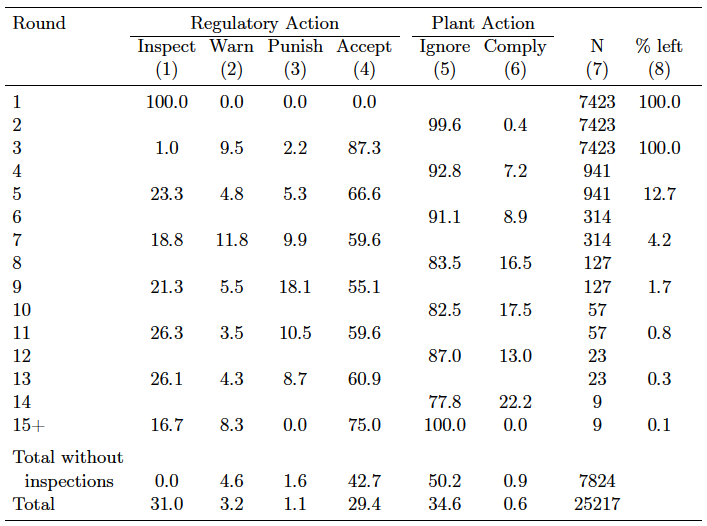 Round Regulatory Action Plant Action
Inspect Warn Punish Accept Ignore Comply N % left
(1) (2) (3) (4) (5) (6) (7) (8)
1 100.0 0.0 0.0 0.0 7423 100.0
2 99.6 0.4 7423
3 1.0 9.5 2.2 87.3 7423 100.0
4 92.8 7.2 941
5 23.3 4.8 5.3 66.6 941 12.7
6 91.1 8.9 314
7 18.8 11.8 9.9 59.6 314 4.2
8 83.5 16.5 127
9 21.3 5.5 18.1 55.1 127 1.7
10 82.5 17.5 57
11 26.3 3.5 10.5 59.6 57 0.8
12 87.0 13.0 23
13 26.1 4.3 8.7 60.9 23 0.3
14 77.8 22.2 9
15+ 16.7 8.3 0.0 75.0 100.0 0.0 9 0.1
Total without
inspections 0.0 4.6 1.6 42.7 50.2 0.9 7824
Total 31.0 3.2 1.1 29.4 34.6 0.6 25217